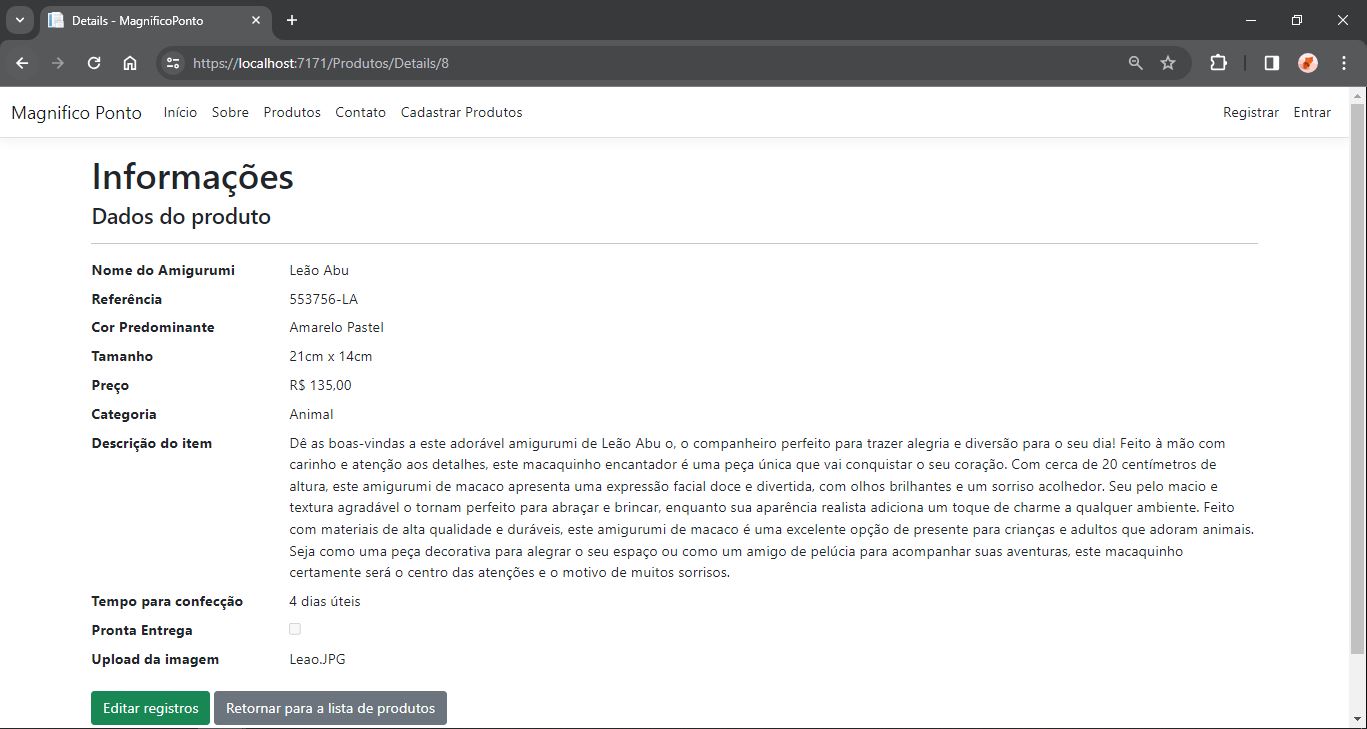 Details - MagnificoPonto
https://localhost:7171/Produtos/Details/8
Magnifico Ponto Início Sobre Produtos Contato Cadastrar Produtos Registrar Entrar
Informações
Dados do produto
Nome do Amigurumi Leão Abu
Referência 553756-LA
Cor Predominante Amarelo Pastel
Tamanho 21cm x 14cm
Preço R$ 135,00
Categoria Animal
Descrição do item Dê as boas-vindas a este adorável amigurumi de Leão Abu o, o companheiro perfeito para trazer alegria e diversão para o seu dia! Feito à mão com
carinho e atenção aos detalhes, este macaquinho encantador é uma peça única que vai conquistar o seu coração. Com cerca de 20 centímetros de
altura, este amigurumi de macaco apresenta uma expressão facial doce e divertida, com olhos brilhantes e um sorriso acolhedor. Seu pelo macio e
textura agradável o tornam perfeito para abraçar e brincar, enquanto sua aparência realista adiciona um toque de charme a qualquer ambiente. Feito
com materiais de alta qualidade e duráveis, este amigurumi de macaco é uma excelente opção de presente para crianças e adultos que adoram animais.
Seja como uma peça decorativa para alegrar o seu espaço ou como um amigo de pelúcia para acompanhar suas aventuras, este macaquinho
certamente será o centro das atenções e o motivo de muitos sorrisos.
Tempo para confecção 4 dias úteis
Pronta Entrega
Upload da imagem Leao.JPG
Editar registros Retornar para a lista de produtos